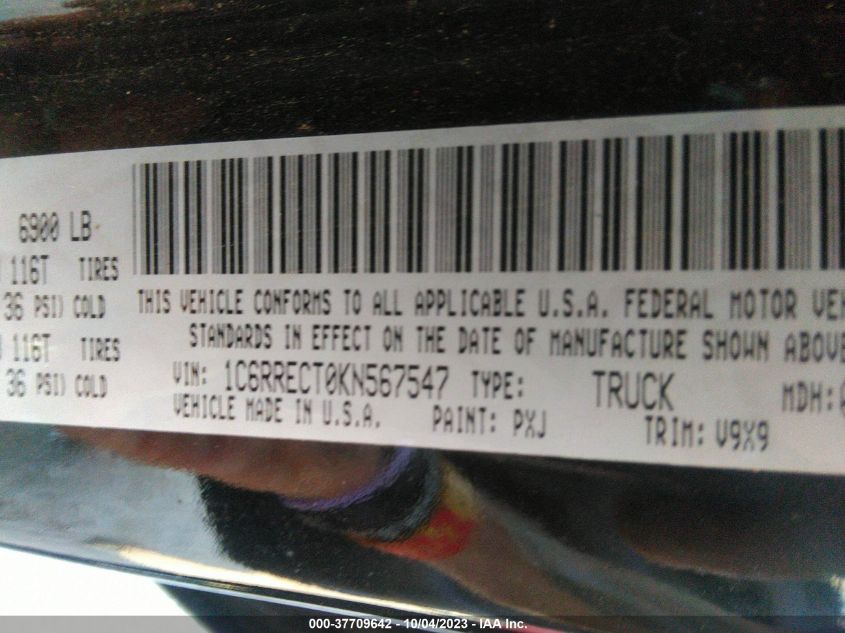 6900 LB
116T TIRES
36 PSI) COLD
116T TIRES
36 PSI) COLD
THIS VEHICLE CONFORMS TO ALL APPLICABLE U.S.A. FEDERAL MOTOR
STANDARDS IN EFFECT ON THE DATE OF MANUFACTURE SHOWN ABOVE
VIN: 1C6RRECT0KN567547 TYPE: TRUCK MDH:
VEHICLE MADE IN U.S.A. PAINT: PXJ TRIM: V9X9
000-37709642 - 10/04/2023 - IAA Inc.